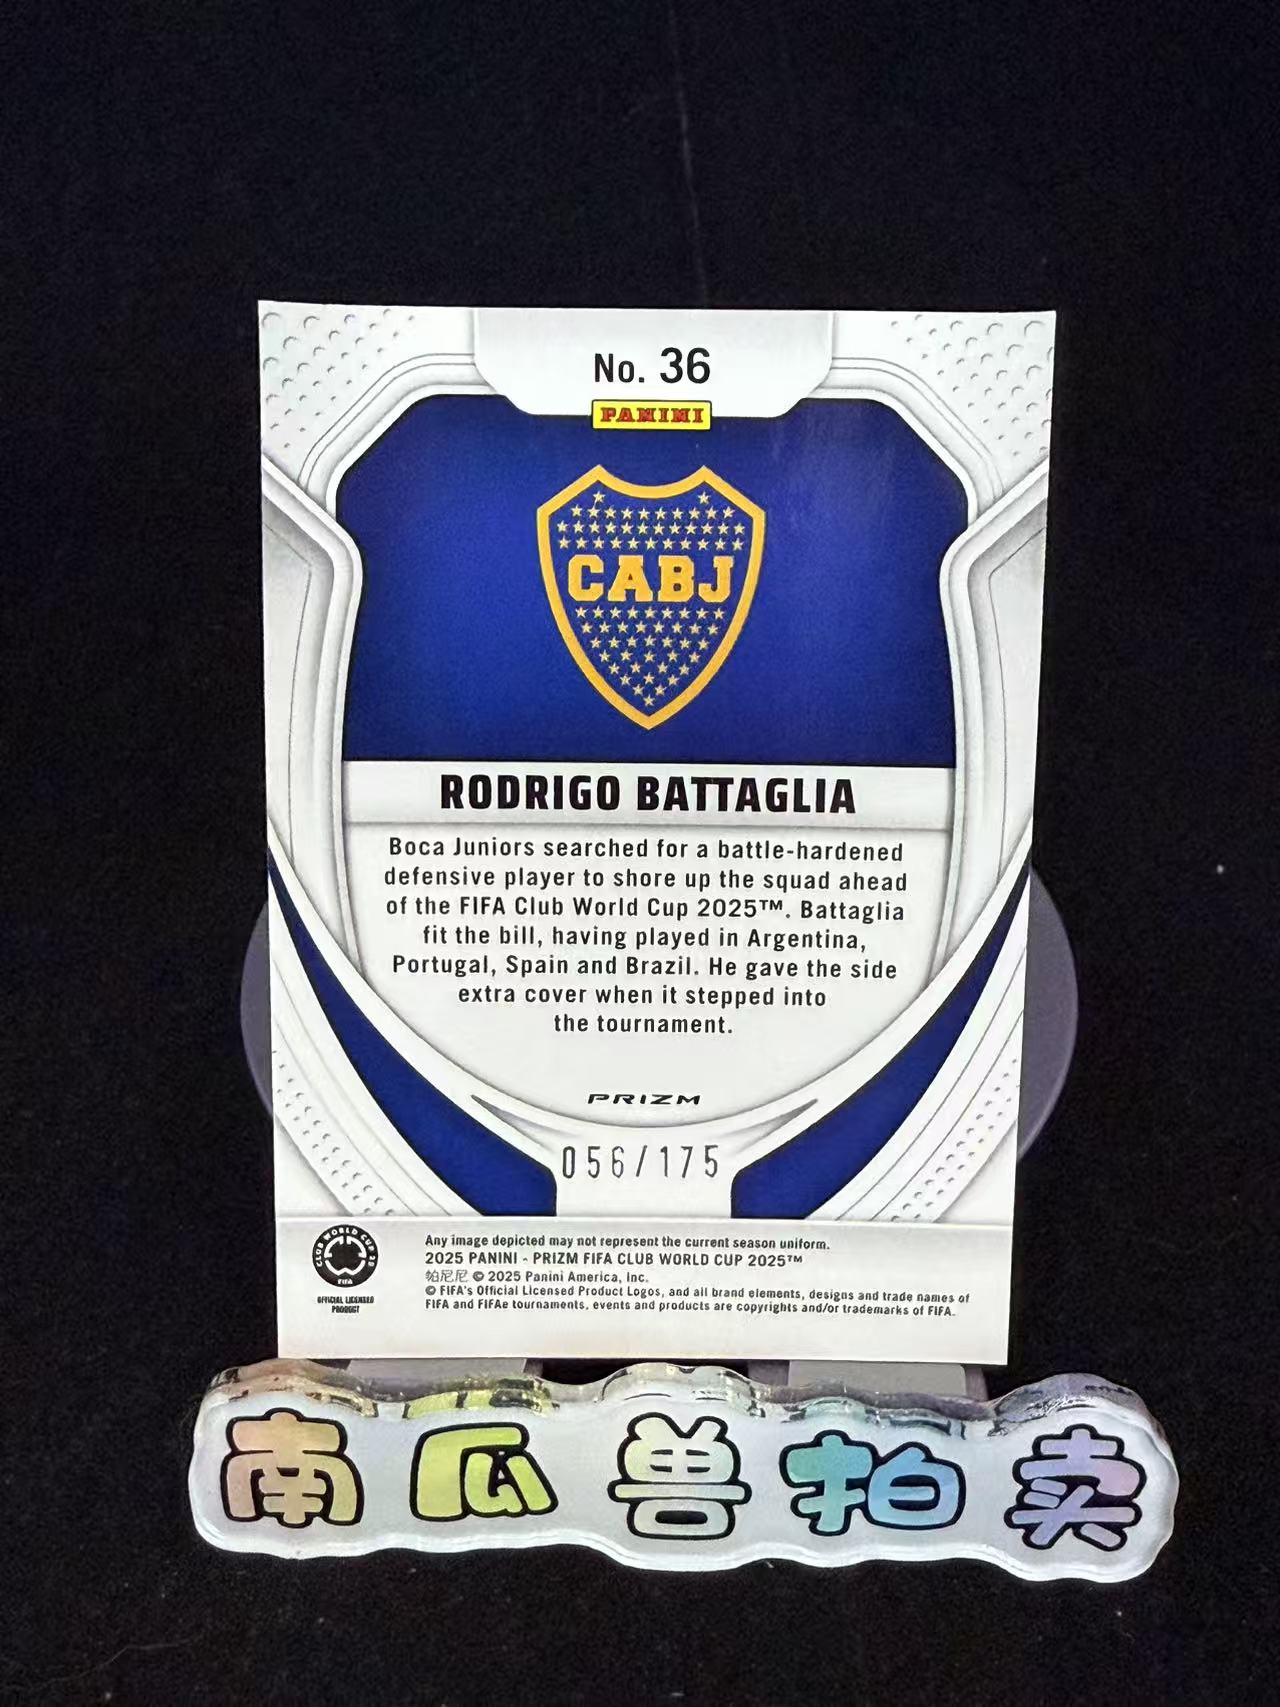 No. 36
PANINI
CABJ
RODRIGO BATTAGLIA
Boca Juniors searched for a battle-hardened
defensive player to shore up the squad ahead
of the FIFA Club World Cup 2025™. Battaglia
fit the bill, having played in Argentina,
Portugal, Spain and Brazil. He gave the side
extra cover when it stepped into
the tournament.
PRIZM
056/175
CLUB WORLD CUP 25
FIFA
OFFICIAL LICENSED
PRODUCT
Any image depicted may not represent the current season uniform.
2025 PANINI - PRIZM FIFA CLUB WORLD CUP 2025™
帕尼尼 © 2025 Panini America, Inc.
© FIFA's Official Licensed Product Logos, and all brand elements, designs and trade names of
FIFA and FIFAe tournaments, events and products are copyrights and/or trademarks of FIFA.
南瓜兽拍卖